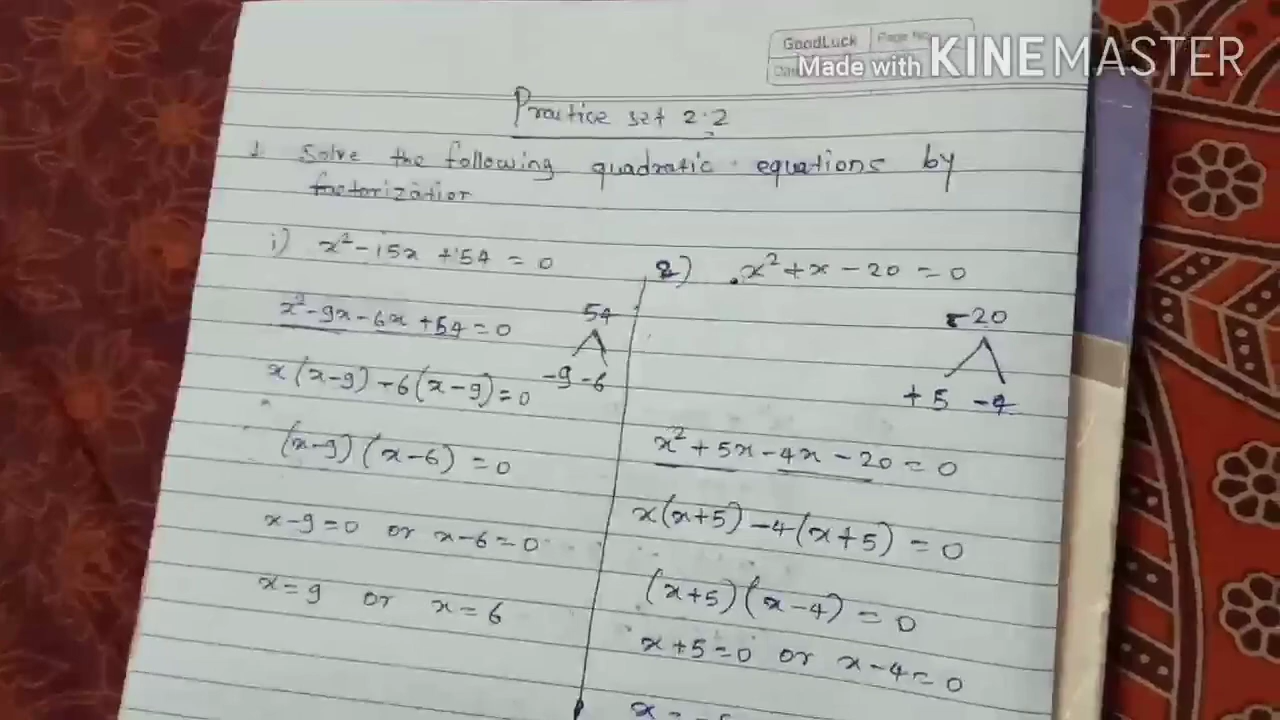 GoodLuck
Page No
Made with KINEMASTER
Practice set 2.2
1 Solve the following quadratic equations by
factorization
i) x² - 15x + 54 = 0
x² - 9x - 6x + 54 = 0
54
-9 -6
x(x-9) - 6(x-9) = 0
(x-9)(x-6) = 0
x-9=0 or x-6=0
x=9 or x=6
2) x² + x - 20 = 0
-20
+5 -4
x² + 5x - 4x - 20 = 0
x(x+5) - 4(x+5) = 0
(x+5)(x-4) = 0
x+5=0 or x-4=0
x =